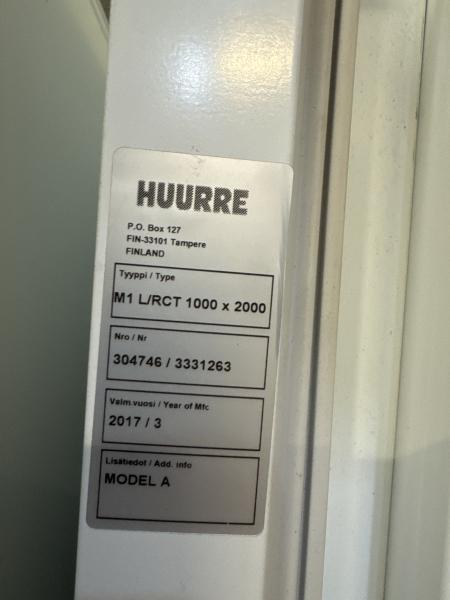 HUURRE
P.O. Box 127
FIN-33101 Tampere
FINLAND
Tyyppi / Type
M1 L/RCT 1000 x 2000
Nro / Nr
304746 / 3331263
Valm.vuosi / Year of Mfc
2017 / 3
Lisätiedot / Add. info
MODEL A